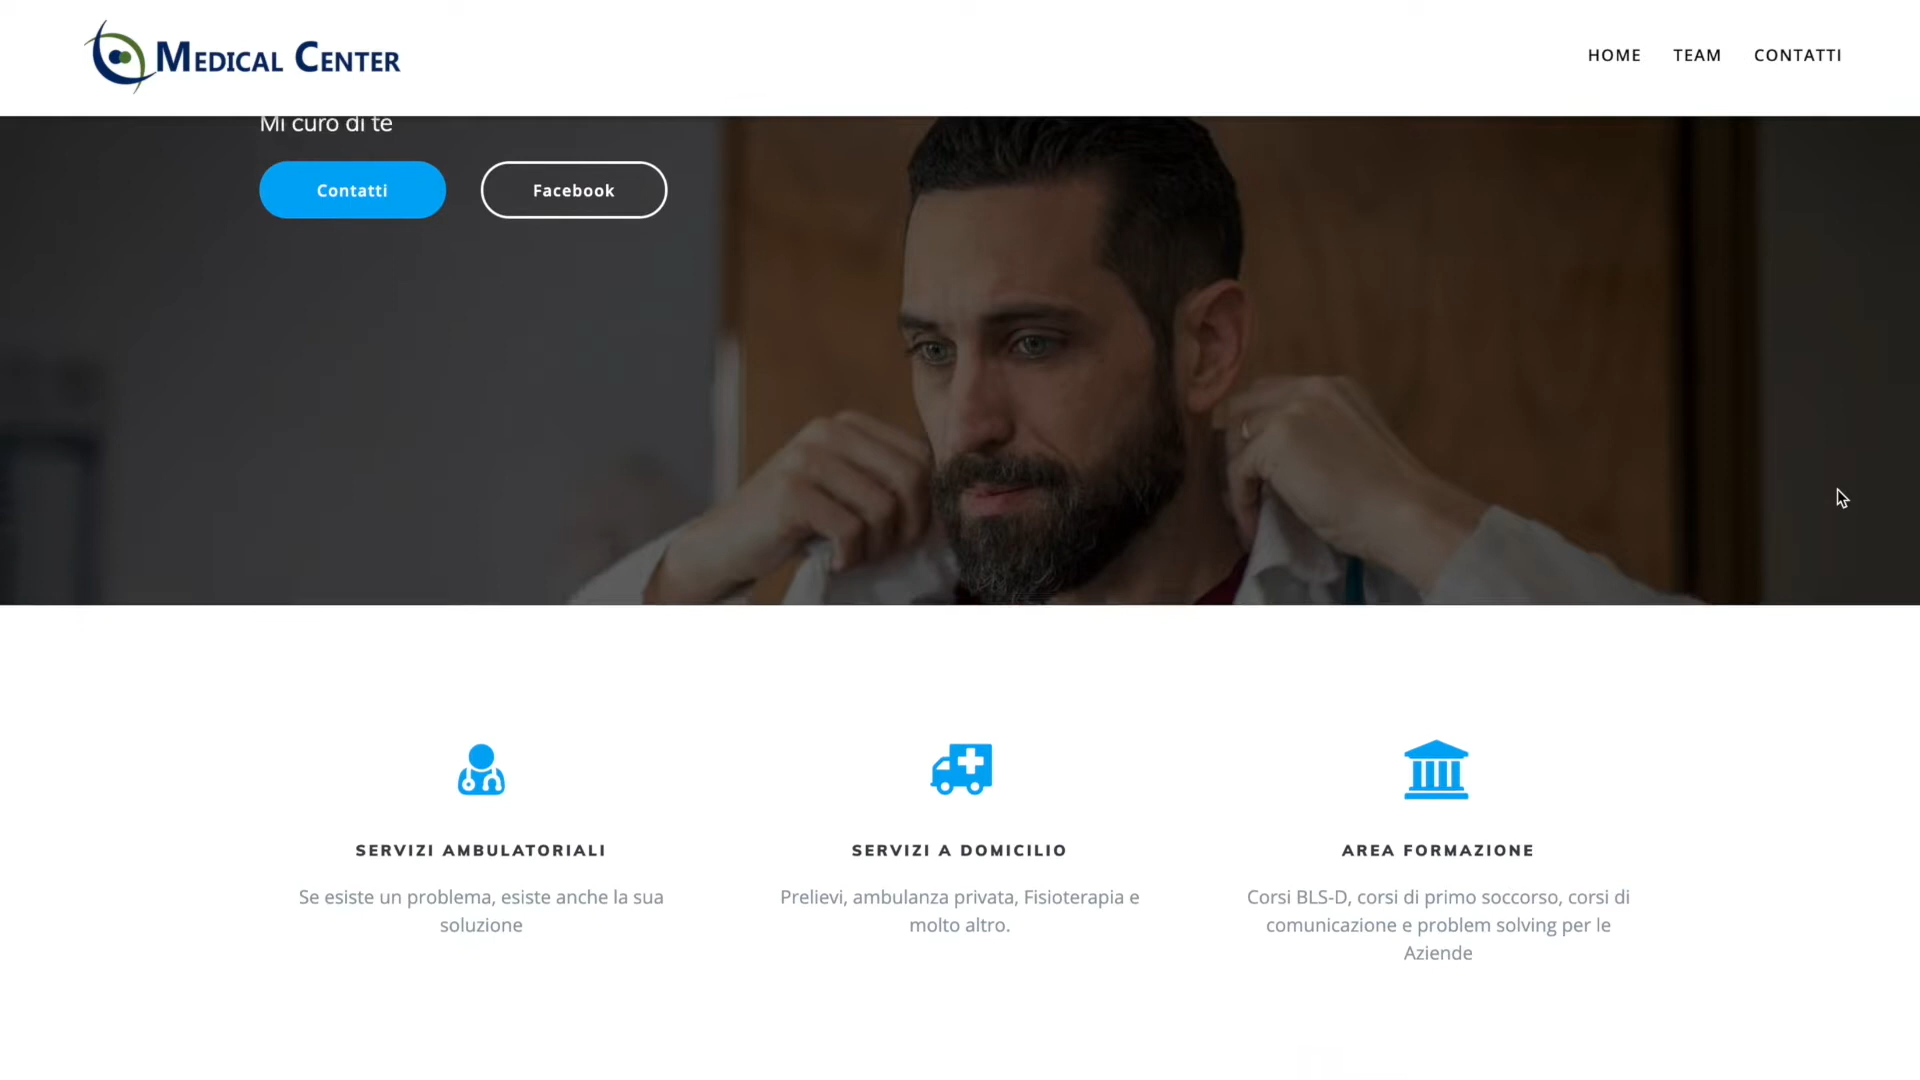 MEDICAL CENTER
HOME TEAM CONTATTI
Mi curo di te
Contatti Facebook
SERVIZI AMBULATORIALI
Se esiste un problema, esiste anche la sua
soluzione
SERVIZI A DOMICILIO
Prelievi, ambulanza privata, Fisioterapia e
molto altro.
AREA FORMAZIONE
Corsi BLS-D, corsi di primo soccorso, corsi di
comunicazione e problem solving per le
Aziende